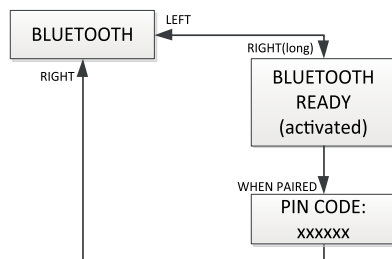 BLUETOOTH
LEFT
RIGHT(long)
RIGHT
BLUETOOTH
READY
(activated)
WHEN PAIRED
PIN CODE:
xxxxxx